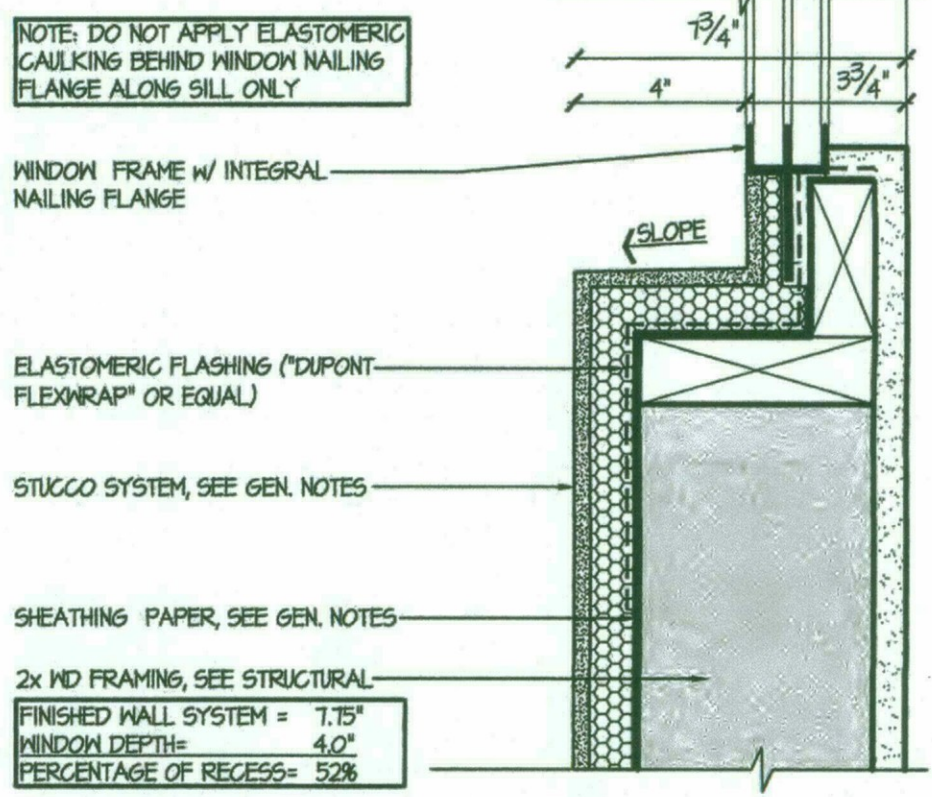 NOTE: DO NOT APPLY ELASTOMERIC
CAULKING BEHIND WINDOW NAILING
FLANGE ALONG SILL ONLY
7 3/4"
4"
3 3/4"
WINDOW FRAME w/ INTEGRAL
NAILING FLANGE
SLOPE
ELASTOMERIC FLASHING ("DUPONT
FLEXWRAP" OR EQUAL)
STUCCO SYSTEM, SEE GEN. NOTES
SHEATHING PAPER, SEE GEN. NOTES
2x WD FRAMING, SEE STRUCTURAL
FINISHED WALL SYSTEM = 7.75"
WINDOW DEPTH= 4.0"
PERCENTAGE OF RECESS= 52%